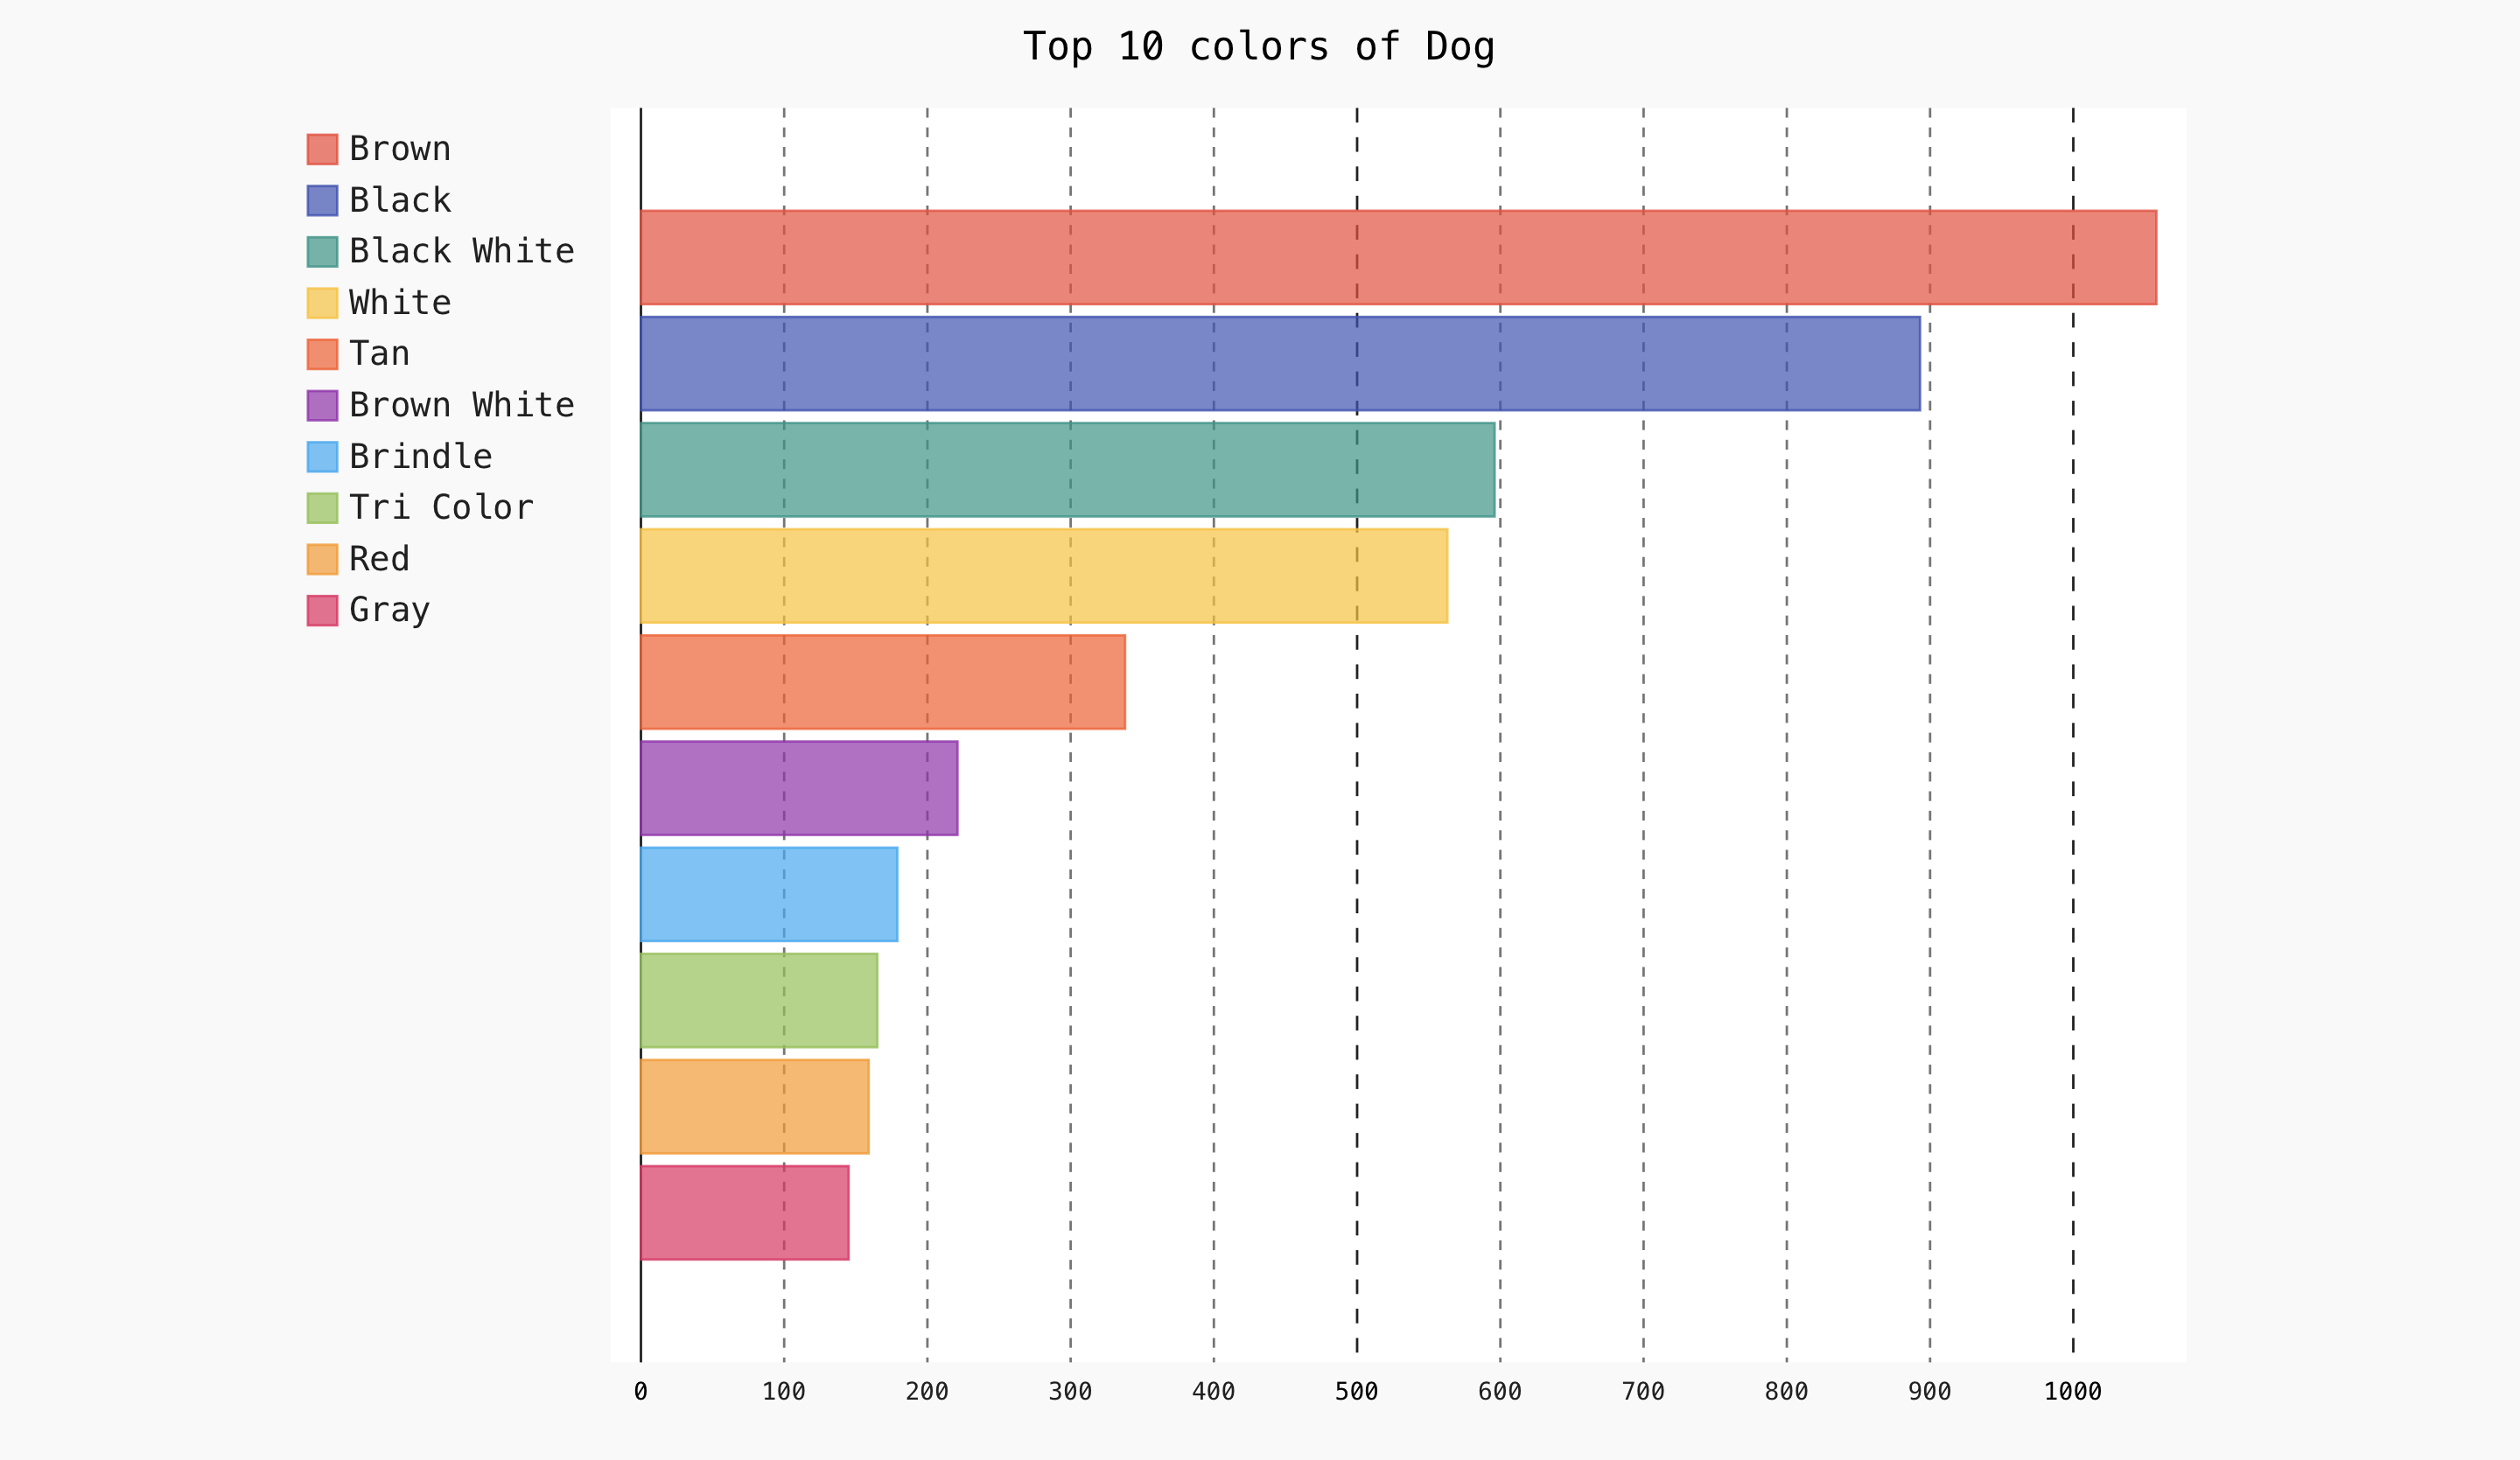 Top 10 colors of Dog
Brown
Black
Black White
White
Tan
Brown White
Brindle
Tri Color
Red
Gray
0 100 200 300 400 500 600 700 800 900 1000